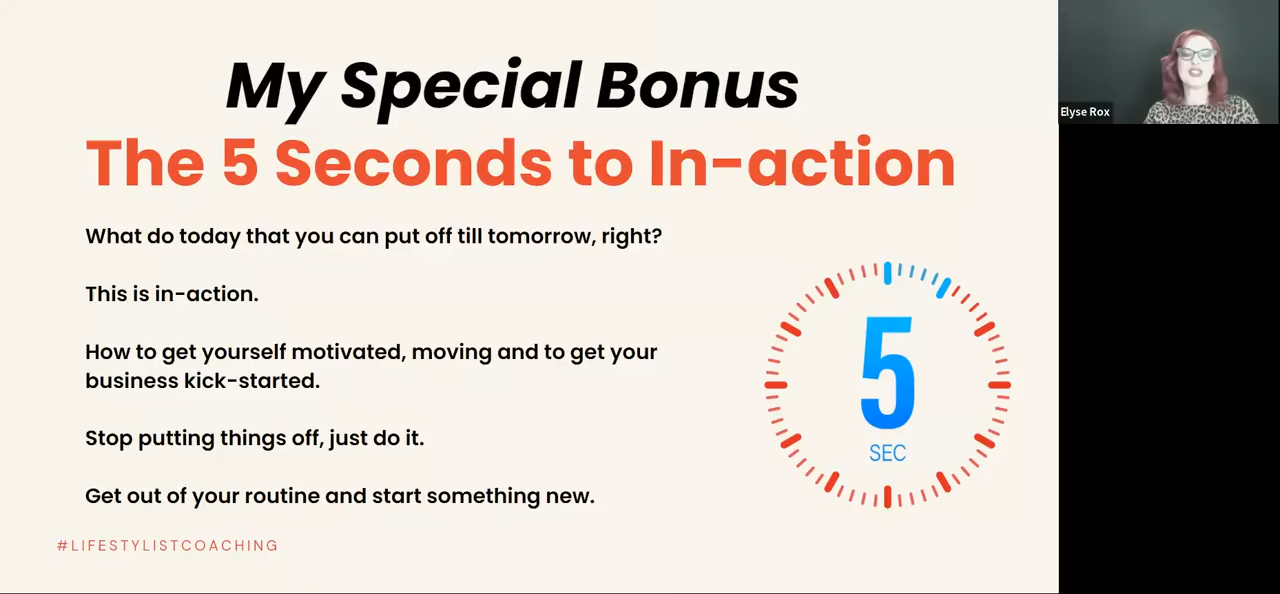 My Special Bonus
The 5 Seconds to In-action
What do today that you can put off till tomorrow, right?
This is in-action.
How to get yourself motivated, moving and to get your
business kick-started.
Stop putting things off, just do it.
Get out of your routine and start something new.
5
SEC
#LIFESTYLISTCOACHING
Elyse Rox